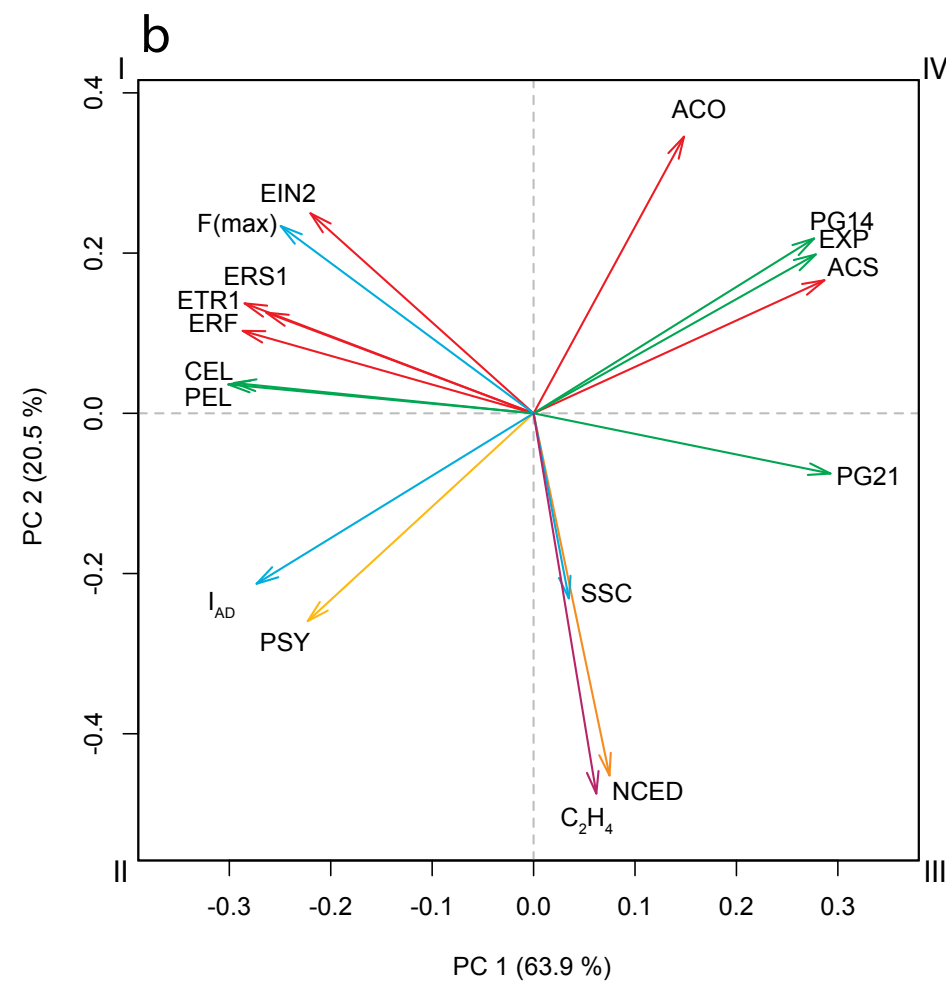 b
I
IV
0.4
ACO
EIN2
F(max)
PG14
EXP
0.2
ERS1
ACS
ETR1
ERF
CEL
PEL
0.0
PC 2 (20.5 %)
PG21
-0.2
SSC
I_AD
PSY
-0.4
NCED
C₂H₄
II
III
-0.3 -0.2 -0.1 0.0 0.1 0.2 0.3
PC 1 (63.9 %)